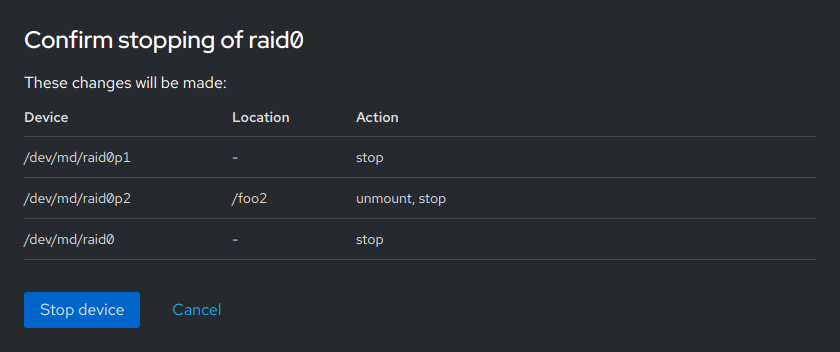 Confirm stopping of raid0
These changes will be made:
Device Location Action
/dev/md/raid0p1 - stop
/dev/md/raid0p2 /foo2 unmount, stop
/dev/md/raid0 - stop
Stop device Cancel